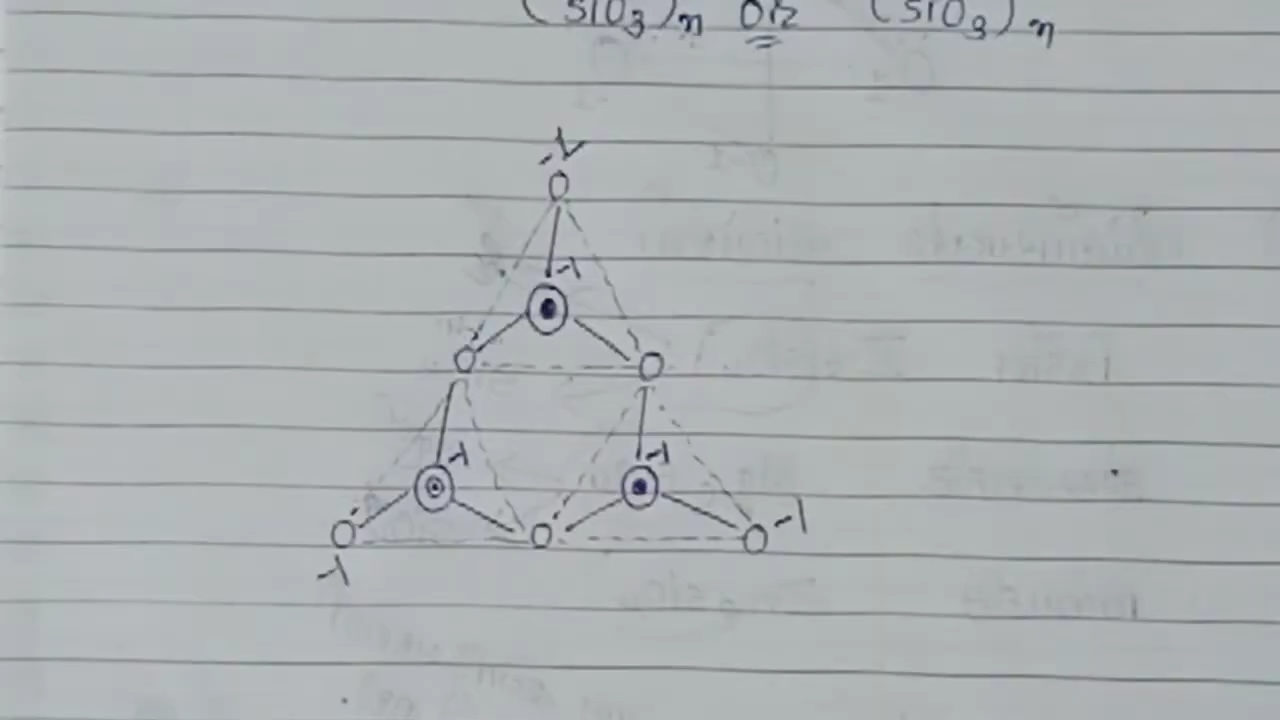 (SiO₃)n OR (SiO₃)n
-1
O
-1
O O
-1 -1
O O O -1
-1